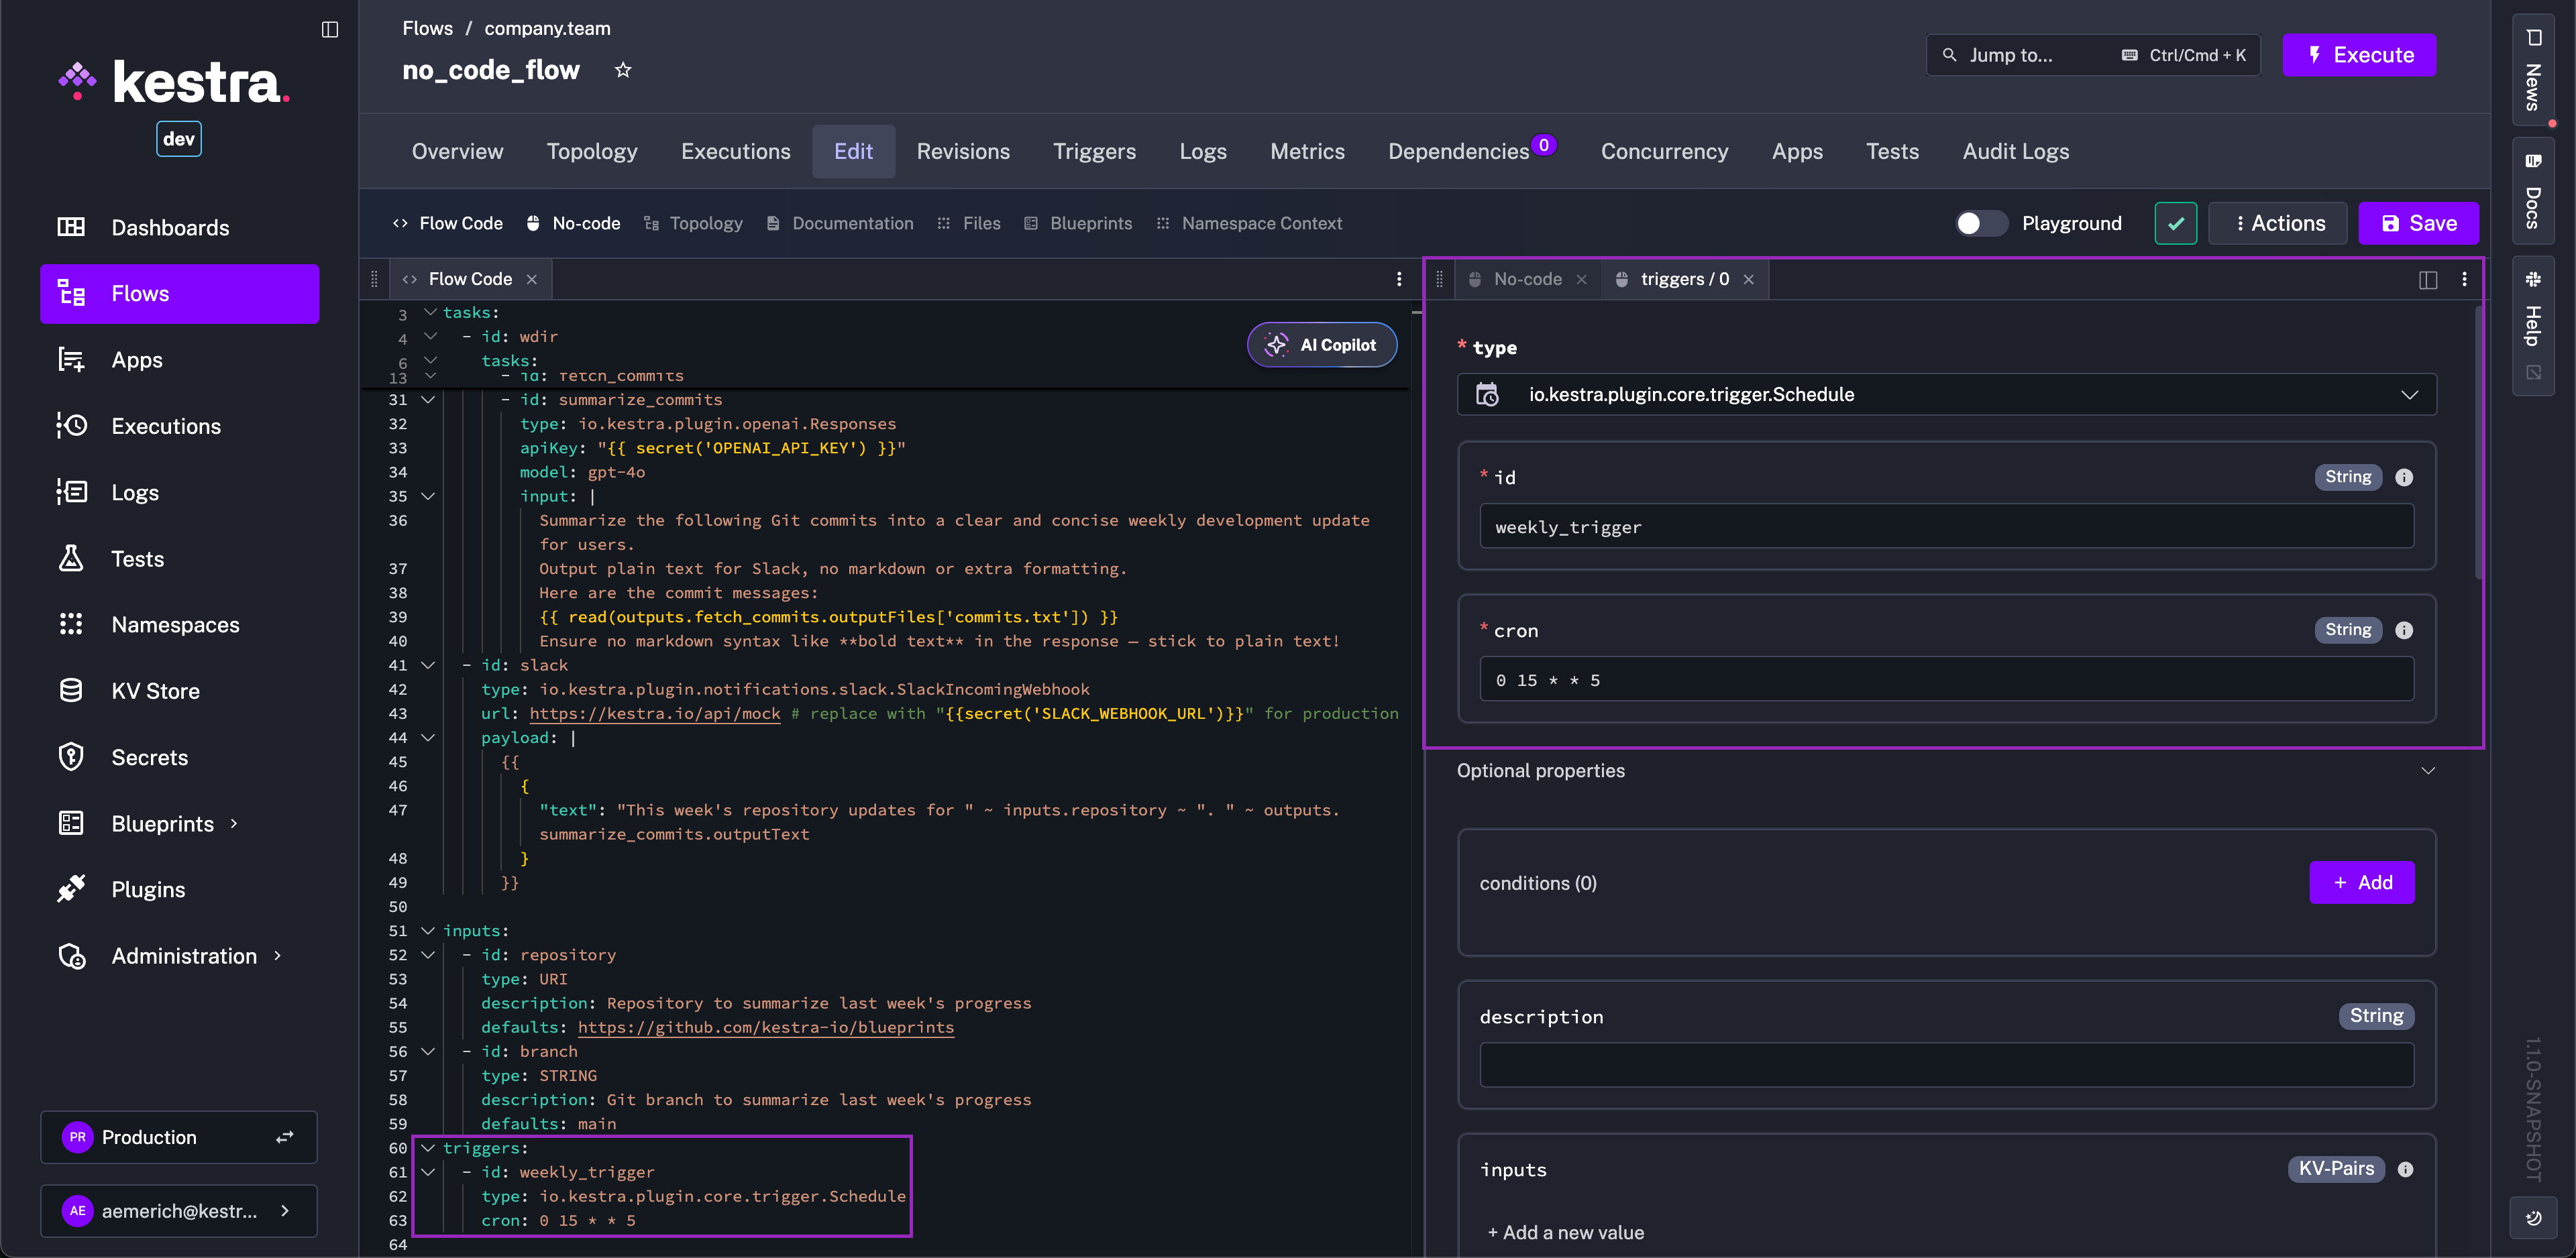 kestra.
dev
Dashboards
Flows
Apps
Executions
Logs
Tests
Namespaces
KV Store
Secrets
Blueprints
Plugins
Administration
PR Production
AE aemerich@kestr...
Flows / company.team
no_code_flow
Jump to... Ctrl/Cmd + K
Execute
Overview Topology Executions Edit Revisions Triggers Logs Metrics Dependencies 0 Concurrency Apps Tests Audit Logs
Flow Code No-code Topology Documentation Files Blueprints Namespace Context
Playground Actions Save
Flow Code
AI Copilot
3 tasks:
4 - id: wdir
6 tasks:
13 - id: fetch_commits
31 - id: summarize_commits
32 type: io.kestra.plugin.openai.Responses
33 apiKey: "{{ secret('OPENAI_API_KEY') }}"
34 model: gpt-4o
35 input: |
36 Summarize the following Git commits into a clear and concise weekly development update
for users.
37 Output plain text for Slack, no markdown or extra formatting.
38 Here are the commit messages:
39 {{ read(outputs.fetch_commits.outputFiles['commits.txt']) }}
40 Ensure no markdown syntax like **bold text** in the response — stick to plain text!
41 - id: slack
42 type: io.kestra.plugin.notifications.slack.SlackIncomingWebhook
43 url: https://kestra.io/api/mock # replace with "{{secret('SLACK_WEBHOOK_URL')}}" for production
44 payload: |
45 {{
46 {
47 "text": "This week's repository updates for " ~ inputs.repository ~ ". " ~ outputs.
summarize_commits.outputText
48 }
49 }}
50
51 inputs:
52 - id: repository
53 type: URI
54 description: Repository to summarize last week's progress
55 defaults: https://github.com/kestra-io/blueprints
56 - id: branch
57 type: STRING
58 description: Git branch to summarize last week's progress
59 defaults: main
60 triggers:
61 - id: weekly_trigger
62 type: io.kestra.plugin.core.trigger.Schedule
63 cron: 0 15 * * 5
64
No-code triggers / 0
* type
io.kestra.plugin.core.trigger.Schedule
* id String
weekly_trigger
* cron String
0 15 * * 5
Optional properties
conditions (0) + Add
description String
inputs KV-Pairs
+ Add a new value
News
Docs
Help
1.1.0-SNAPSHOT